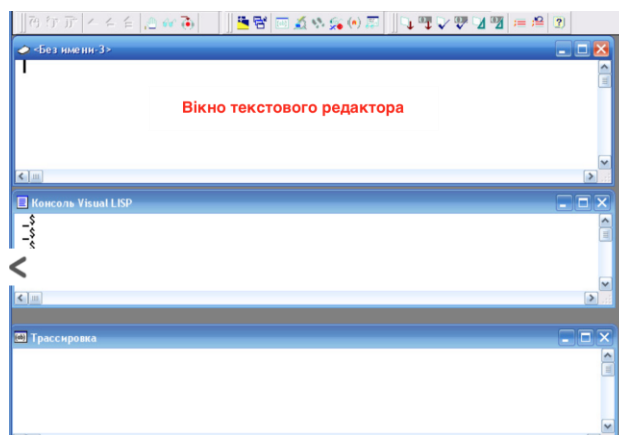 <Без имени-3>
Вікно текстового редактора
Консоль Visual LISP
_$
_$
_$
Трассировка